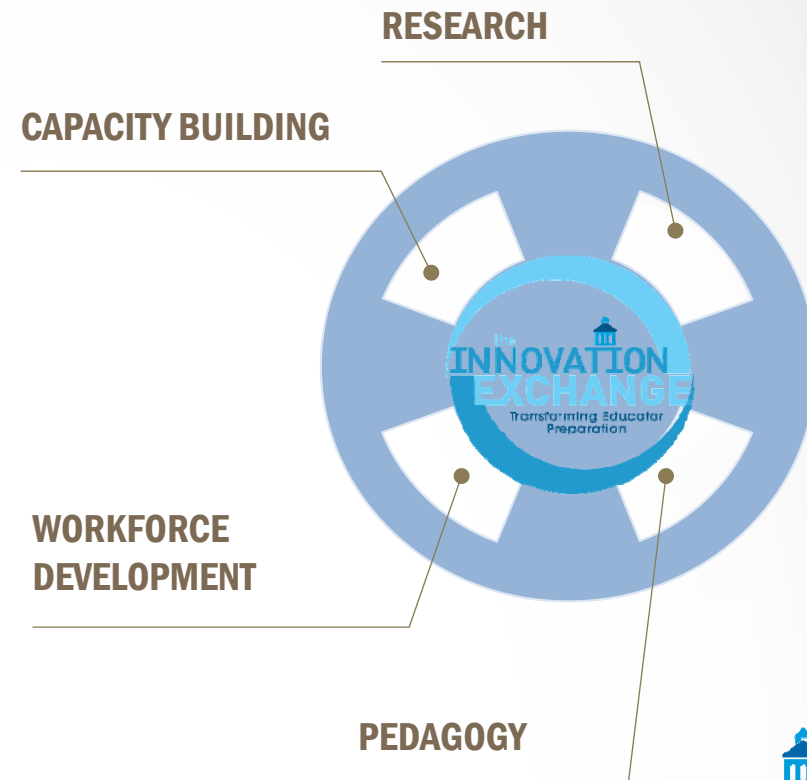 RESEARCH
CAPACITY BUILDING
the
INNOVATION
EXCHANGE
Transforming Educator
Preparation
WORKFORCE
DEVELOPMENT
PEDAGOGY